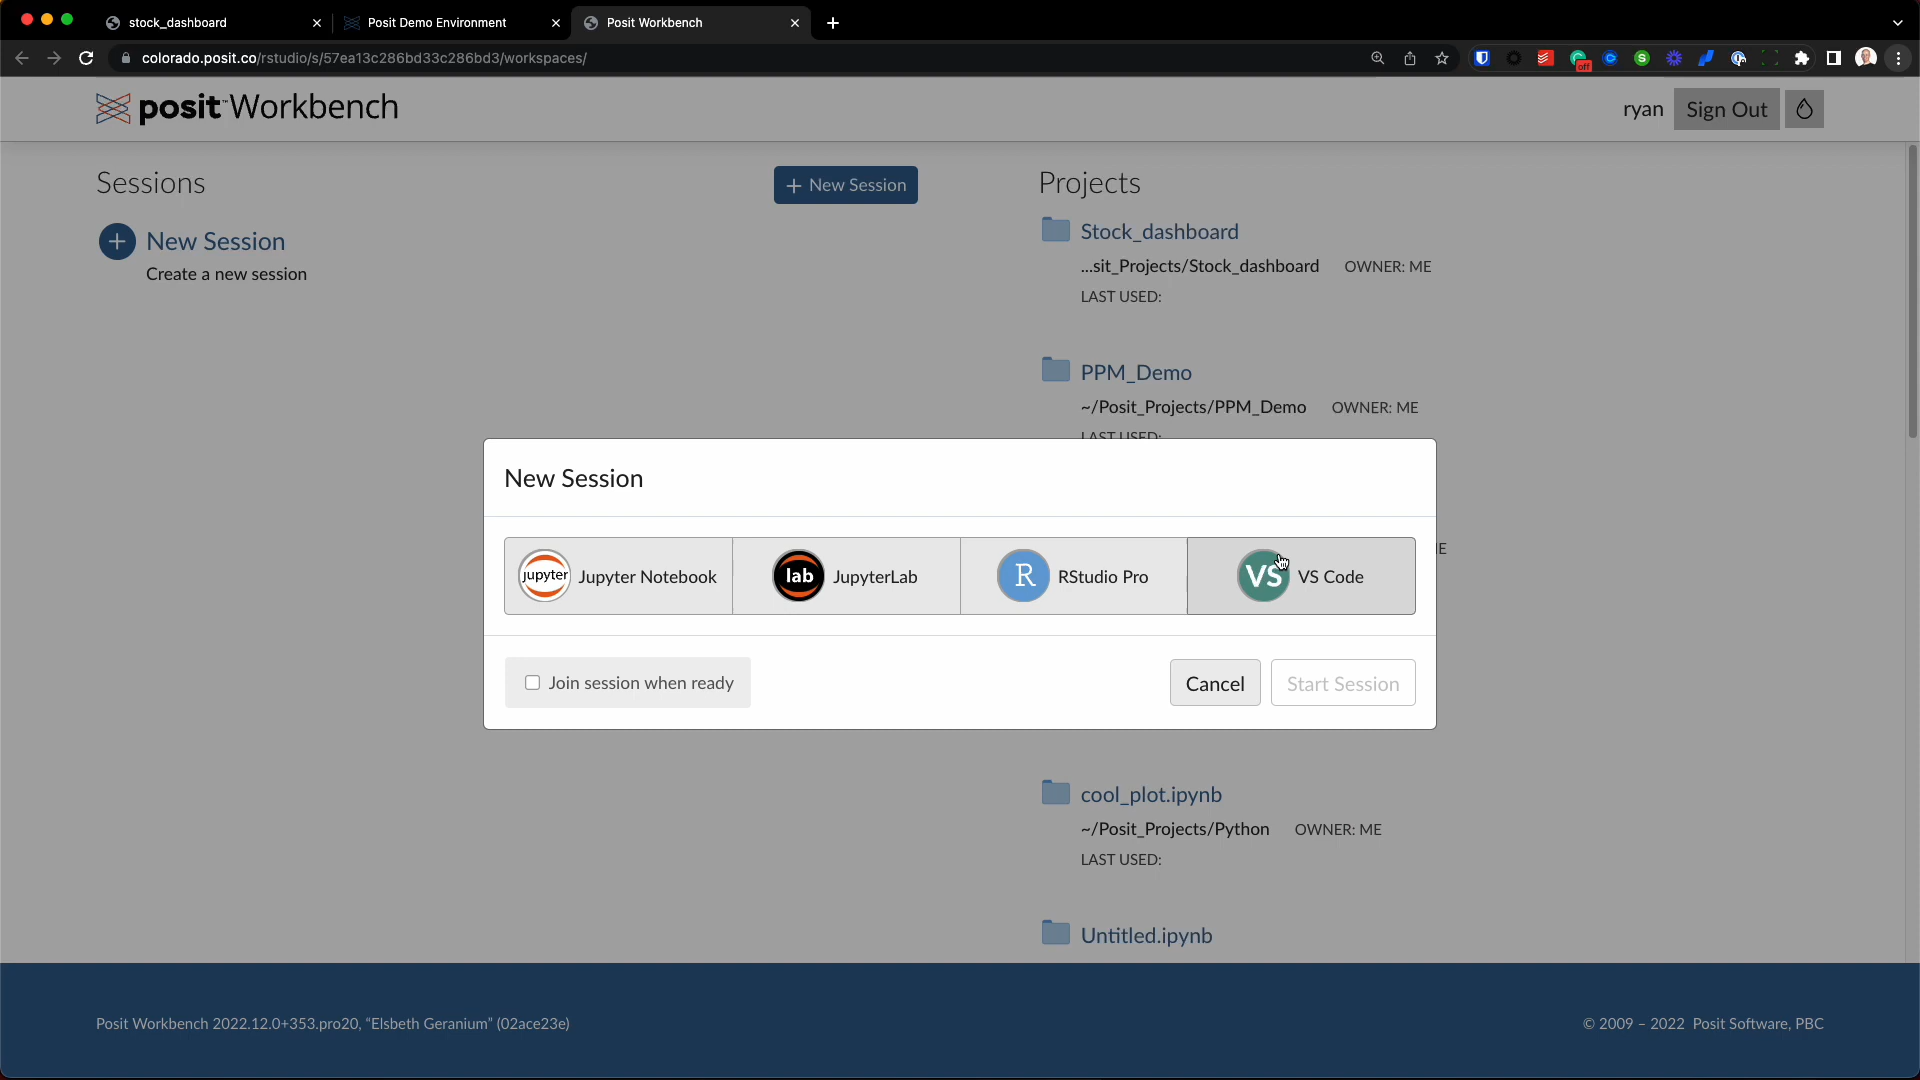 stock_dashboard
Posit Demo Environment
Posit Workbench
colorado.posit.co/rstudio/s/57ea13c286bd33c286bd3/workspaces/
off
posit Workbench
ryan
Sign Out
Sessions
+ New Session
New Session
Create a new session
Projects
Stock_dashboard
...sit_Projects/Stock_dashboard OWNER: ME
LAST USED:
PPM_Demo
~/Posit_Projects/PPM_Demo OWNER: ME
LAST USED:
New Session
jupyter Jupyter Notebook
lab JupyterLab
R RStudio Pro
VS VS Code
Join session when ready
Cancel
Start Session
cool_plot.ipynb
~/Posit_Projects/Python OWNER: ME
LAST USED:
Untitled.ipynb
Posit Workbench 2022.12.0+353.pro20, “Elsbeth Geranium” (02ace23e)
© 2009 – 2022 Posit Software, PBC